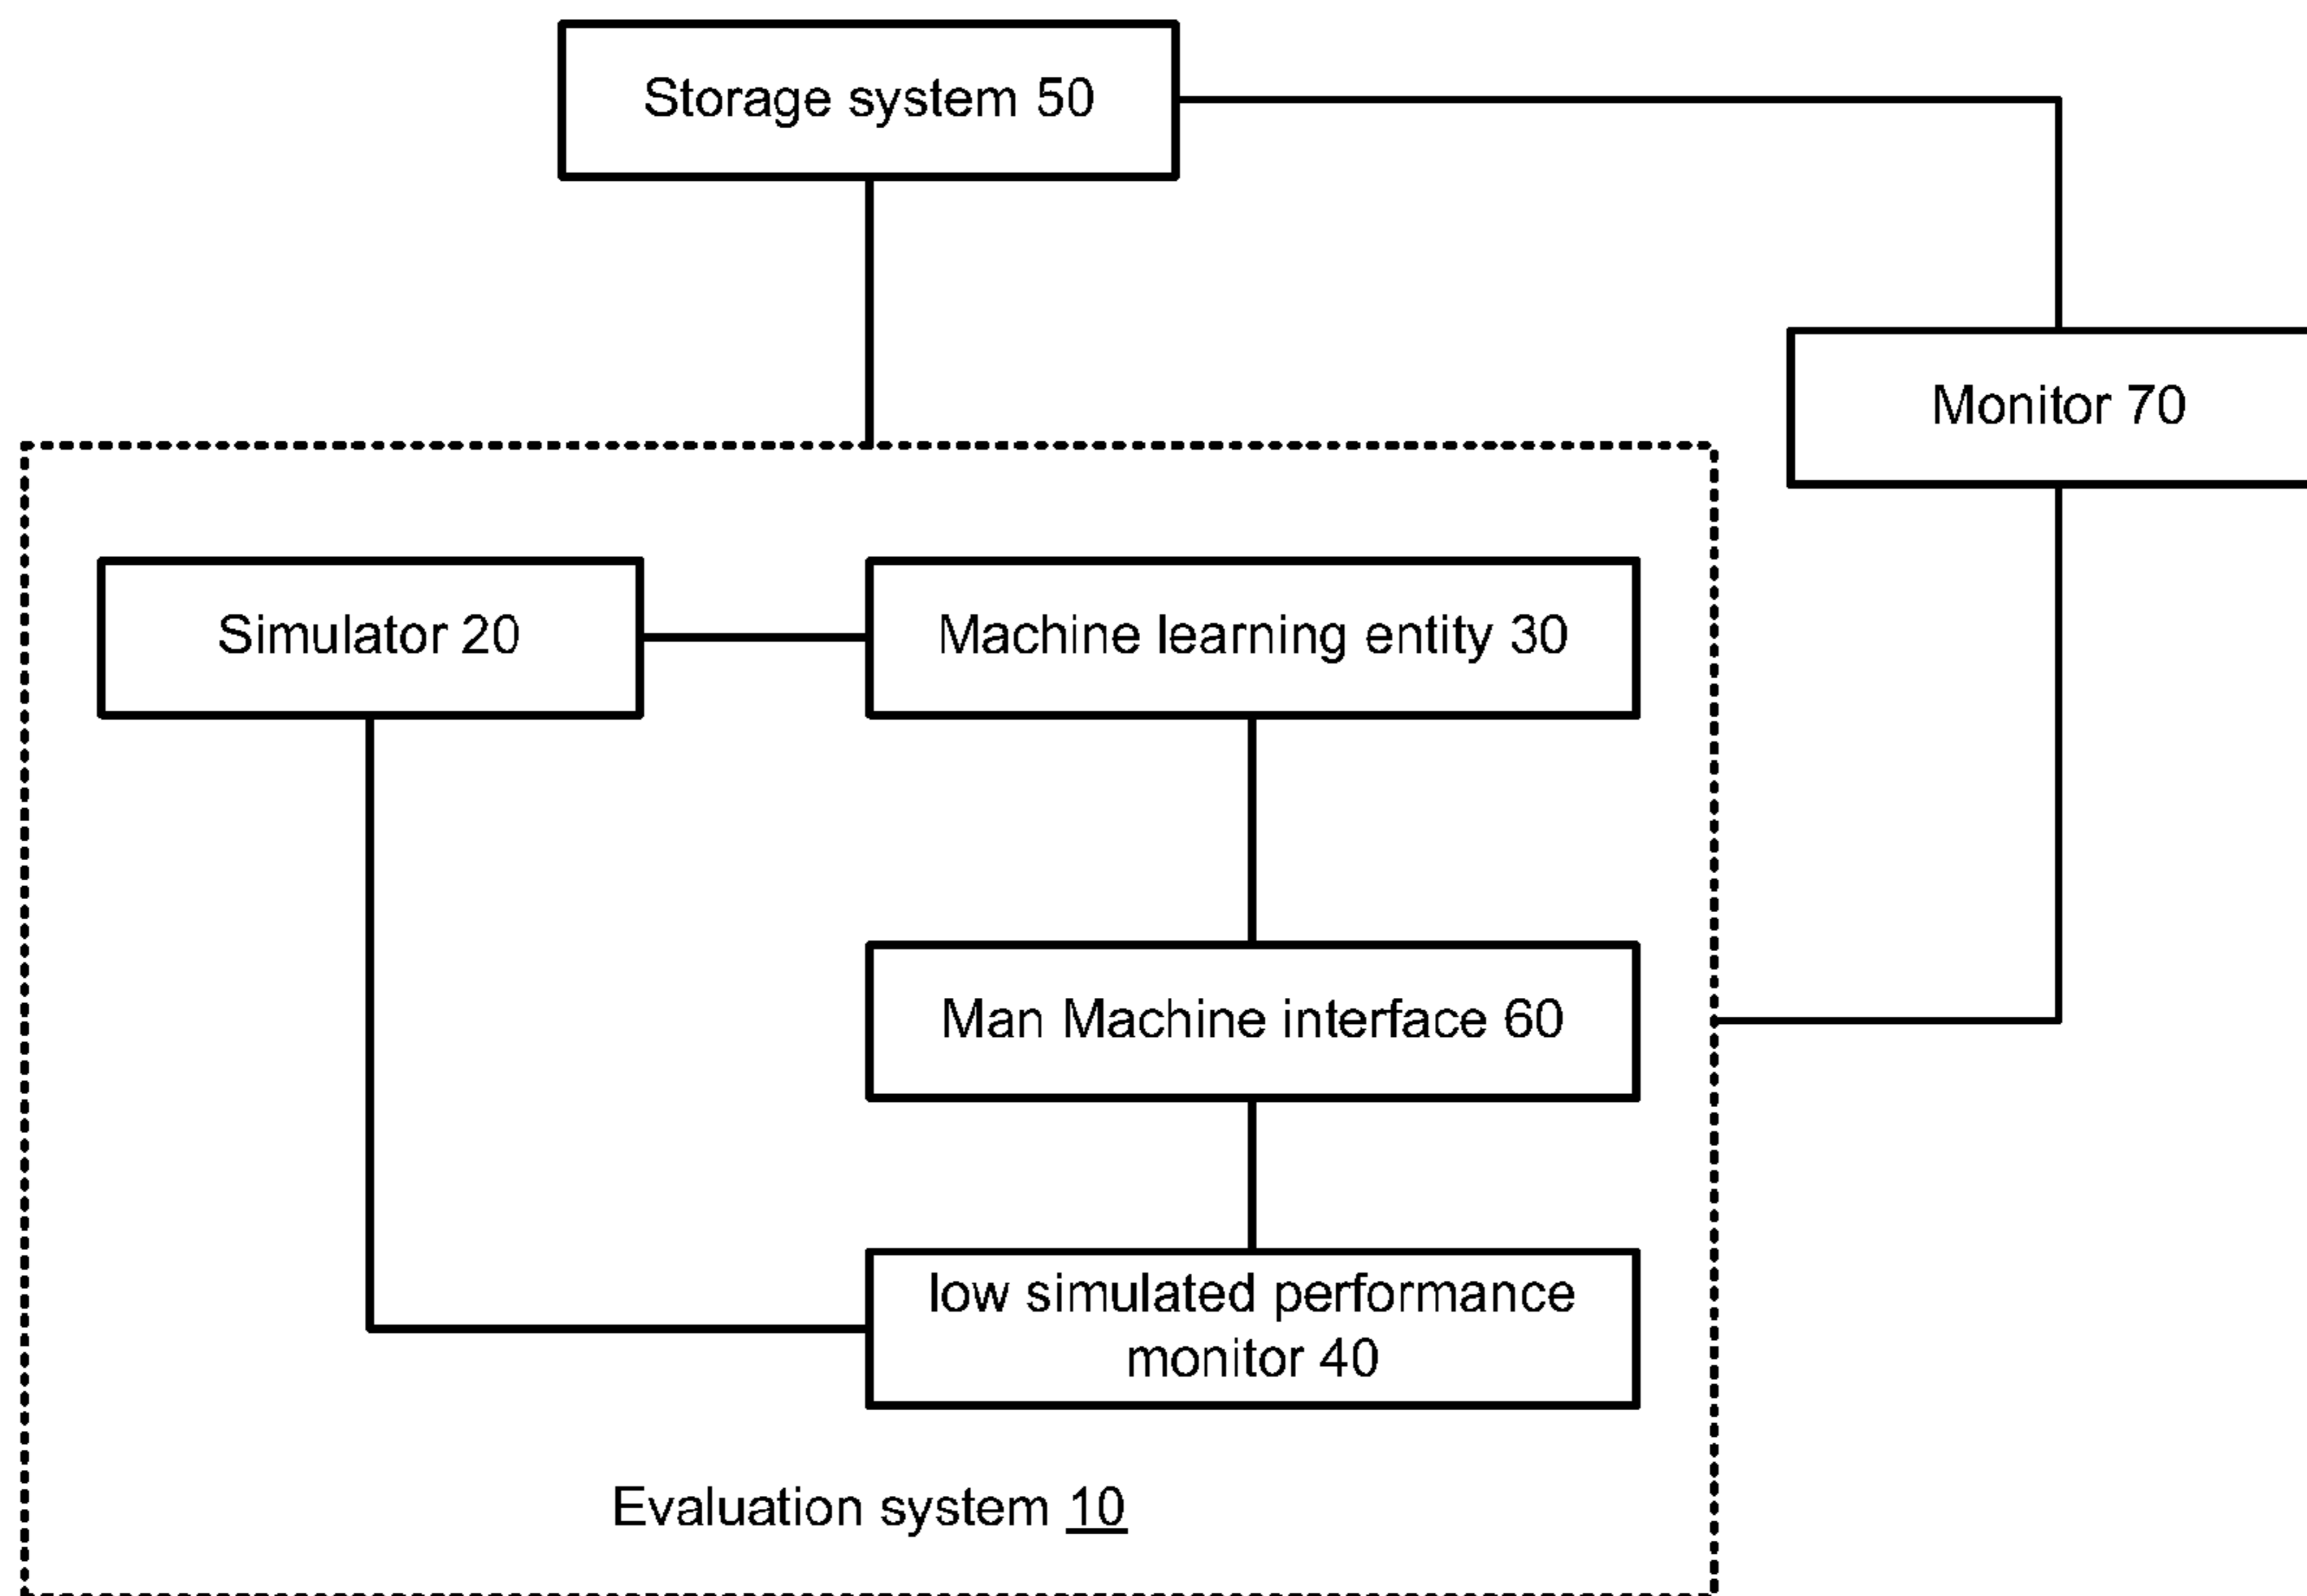 Storage system 50
Monitor 70
Simulator 20
Machine learning entity 30
Man Machine interface 60
low simulated performance
monitor 40
Evaluation system 10